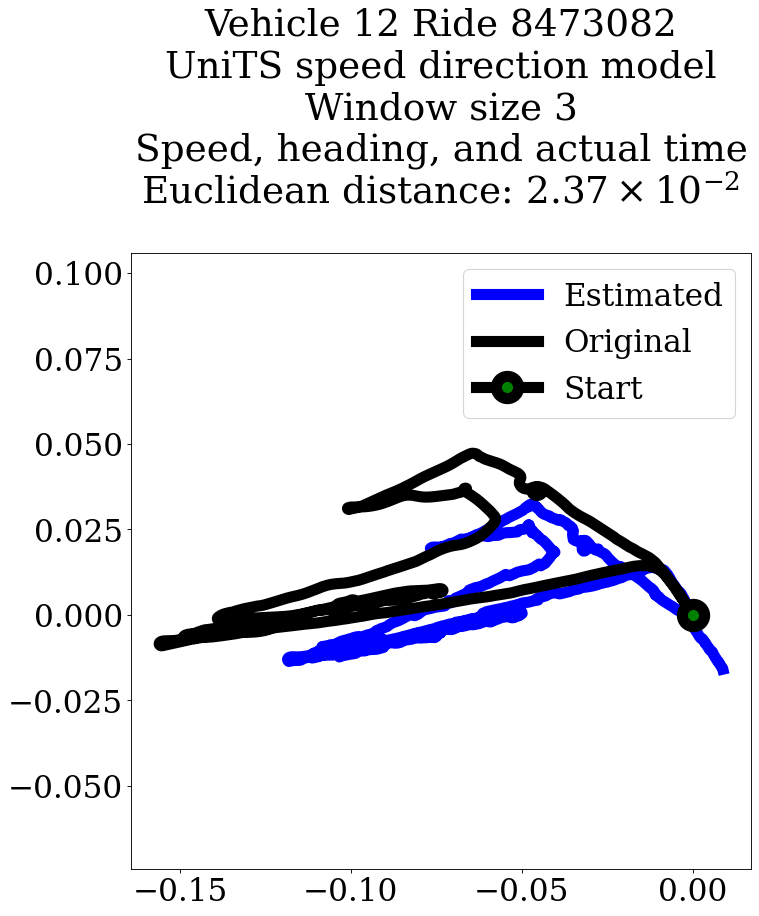 Vehicle 12 Ride 8473082
UniTS speed direction model
Window size 3
Speed, heading, and actual time
Euclidean distance: 2.37 × 10⁻²
Estimated
Original
Start
0.100
0.075
0.050
0.025
0.000
−0.025
−0.050
−0.15 −0.10 −0.05 0.00